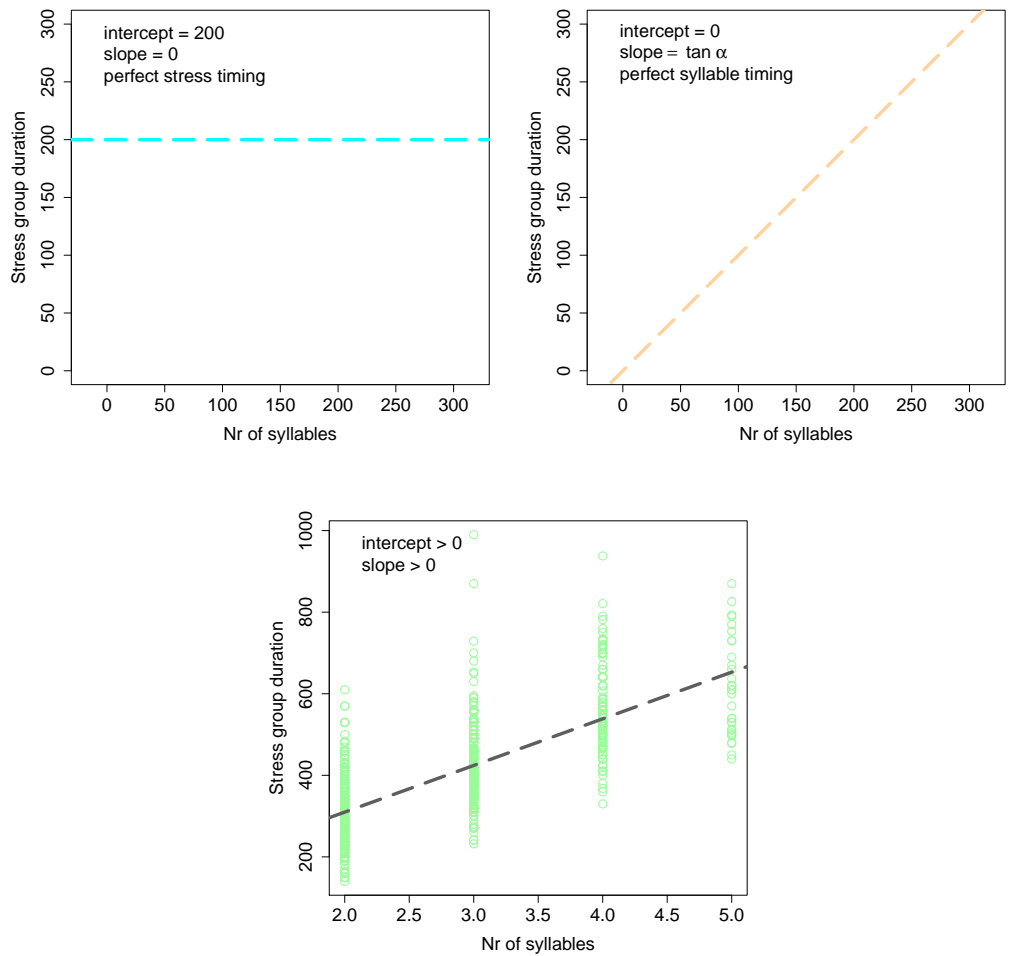 intercept = 200
slope = 0
perfect stress timing
Stress group duration
300
250
200
150
100
50
0
0 50 100 150 200 250 300
Nr of syllables
intercept = 0
slope = tan α
perfect syllable timing
Stress group duration
300
250
200
150
100
50
0
0 50 100 150 200 250 300
Nr of syllables
intercept > 0
slope > 0
Stress group duration
1000
800
600
400
200
2.0 2.5 3.0 3.5 4.0 4.5 5.0
Nr of syllables